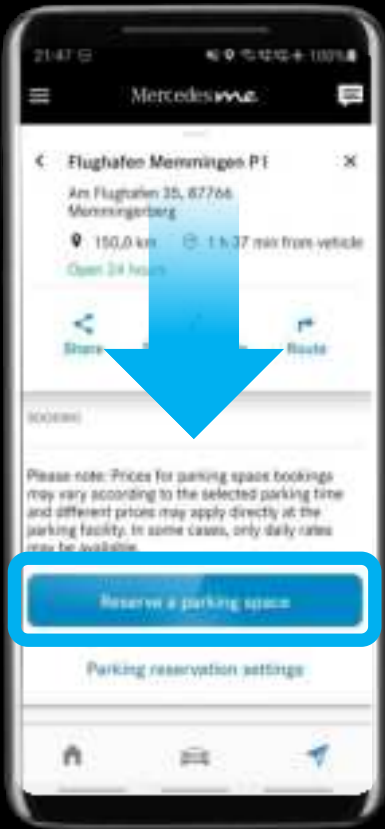 21:47
Mercedes me
Flughafen Memmingen P1
Am Flughafen 35, 87766
Memmingerberg
150,0 km 1 h 37 min from vehicle
Open 24 hours
Share
Route
BOOKING
Please note: Prices for parking space bookings
may vary according to the selected parking time
and different prices may apply directly at the
parking facility. In some cases, only daily rates
may be available.
Reserve a parking space
Parking reservation settings